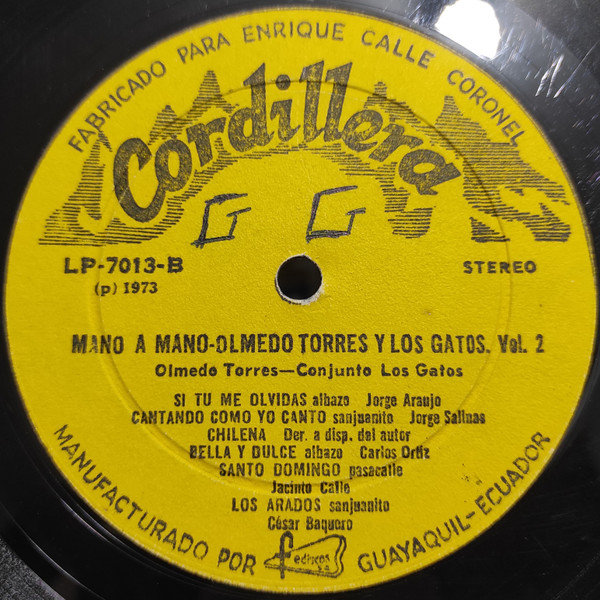 FABRICADO PARA ENRIQUE CALLE CORONEL
Cordillera
G G
LP-7013-B
STEREO
(p) 1973
MANO A MANO-OLMEDO TORRES Y LOS GATOS. Vol. 2
Olmedo Torres—Conjunto Los Gatos
SI TU ME OLVIDAS albazo Jorge Araujo
CANTANDO COMO YO CANTO sanjuanito Jorge Salinas
CHILENA Der. a disp. del autor
BELLA Y DULCE albazo Carlos Ortiz
SANTO DOMINGO pasacalle
Jacinto Calle
LOS ARADOS sanjuanito
César Baquero
MANUFACTURADO POR fediscos S.A. GUAYAQUIL-ECUADOR